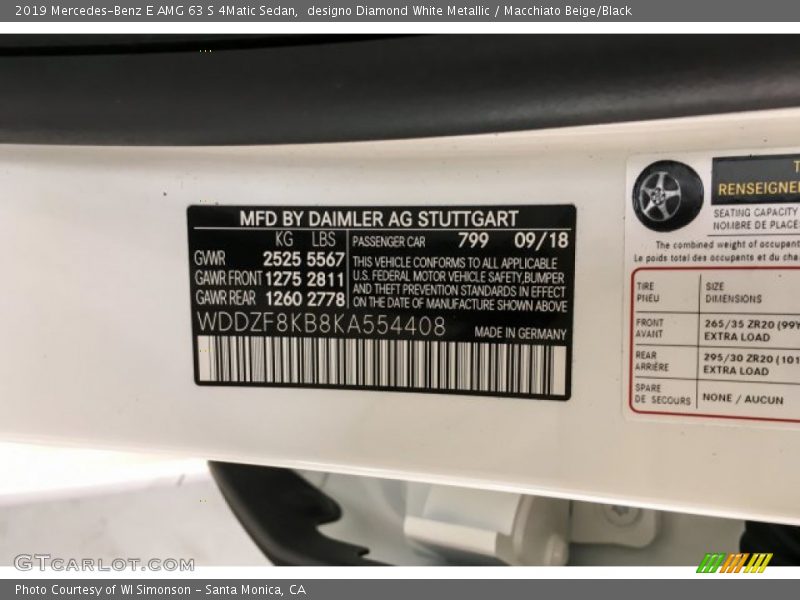 2019 Mercedes-Benz E AMG 63 S 4Matic Sedan,  designo Diamond White Metallic / Macchiato Beige/Black
MFD BY DAIMLER AG STUTTGART
KG LBS
GVWR 2525 5567
GAWR FRONT 1275 2811
GAWR REAR 1260 2778
PASSENGER CAR 799 09/18
THIS VEHICLE CONFORMS TO ALL APPLICABLE
U.S. FEDERAL MOTOR VEHICLE SAFETY, BUMPER
AND THEFT PREVENTION STANDARDS IN EFFECT
ON THE DATE OF MANUFACTURE SHOWN ABOVE
WDDZF8KB8KA554408
MADE IN GERMANY
RENSEIGNE
SEATING CAPACITY
NOMBRE DE PLACE
The combined weight of occupant
Le poids total des occupants et du cha
TIRE
PNEU
SIZE
DIMENSIONS
FRONT
AVANT
265/35 ZR20 (99Y
EXTRA LOAD
REAR
ARRIÈRE
295/30 ZR20 (101
EXTRA LOAD
SPARE
DE SECOURS
NONE / AUCUN
GTcarlot.com
Photo Courtesy of WI Simonson - Santa Monica, CA